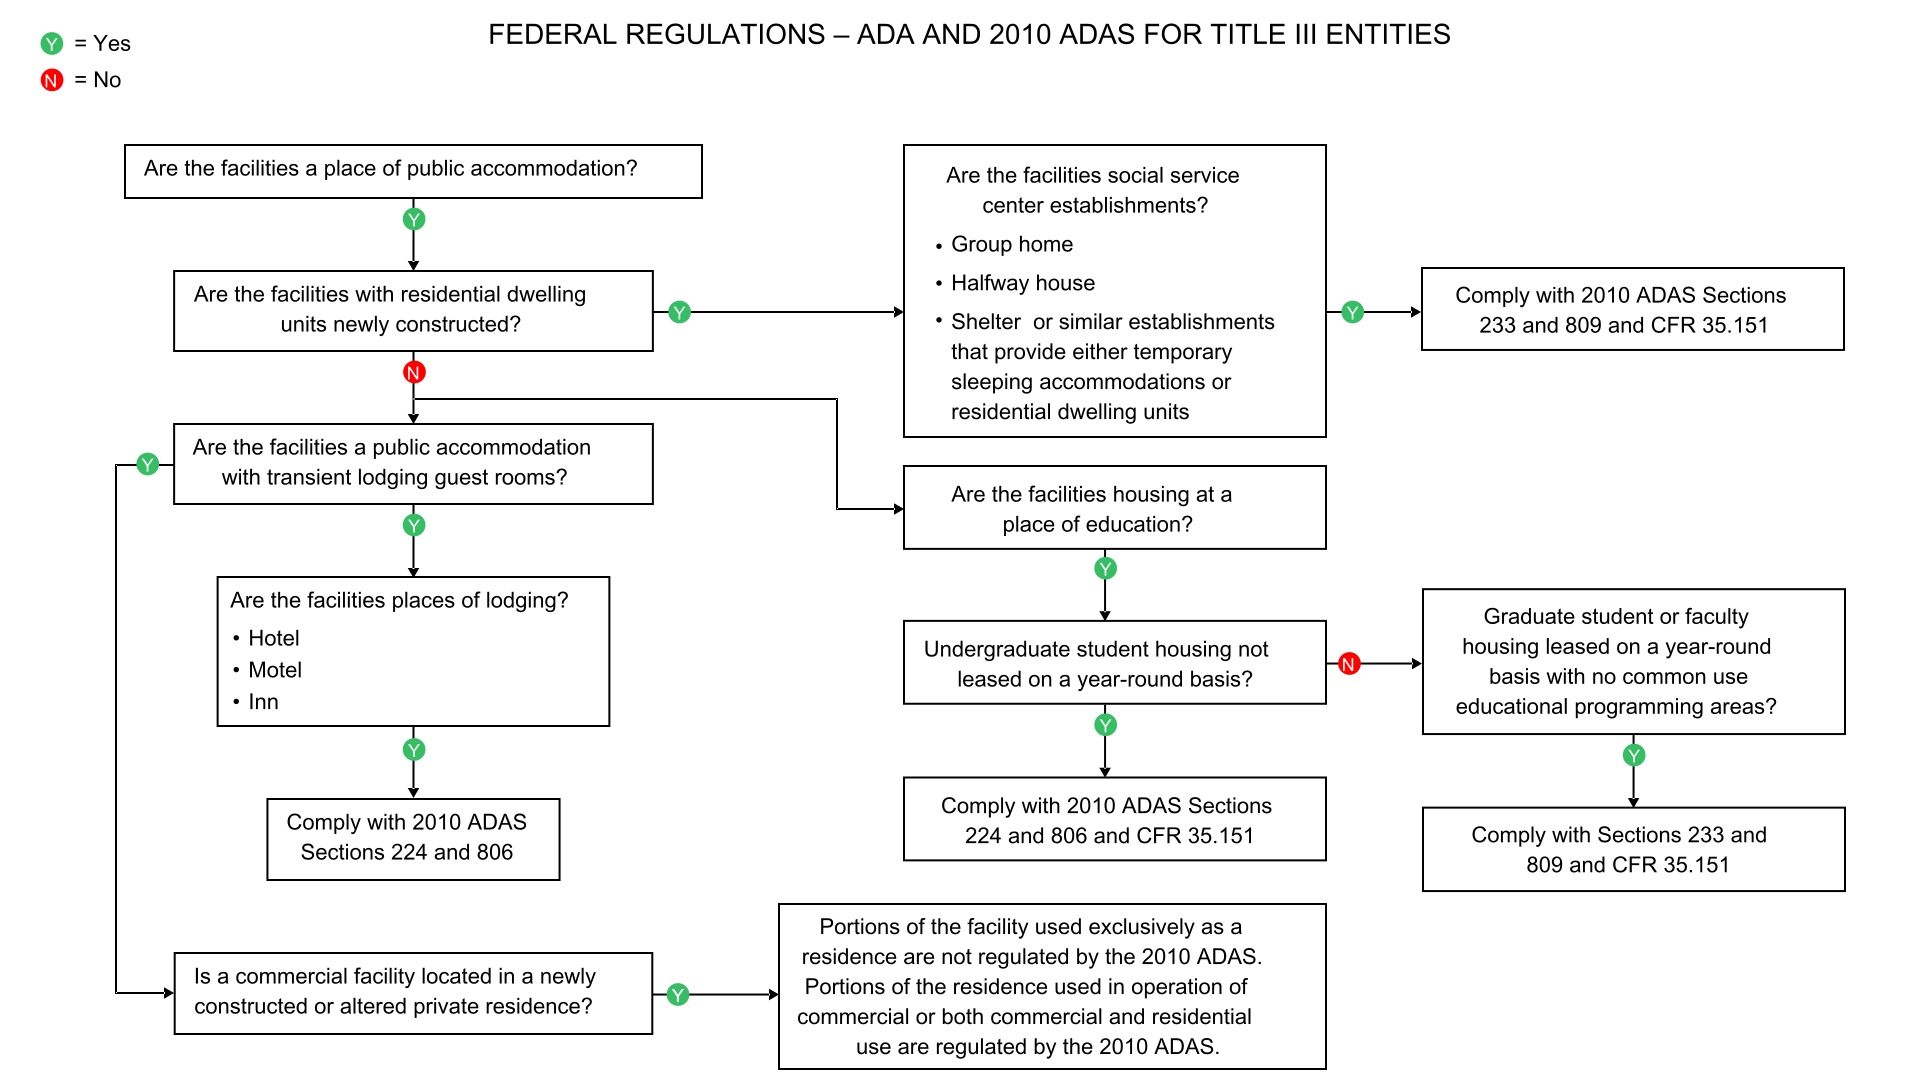 FEDERAL REGULATIONS – ADA AND 2010 ADAS FOR TITLE III ENTITIES
Y = Yes
N = No
Are the facilities a place of public accommodation?
Y
Are the facilities with residential dwelling
units newly constructed?
Y
N
Are the facilities social service
center establishments?
• Group home
• Halfway house
• Shelter or similar establishments
that provide either temporary
sleeping accommodations or
residential dwelling units
Y
Comply with 2010 ADAS Sections
233 and 809 and CFR 35.151
Are the facilities a public accommodation
with transient lodging guest rooms?
Y
Y
Are the facilities places of lodging?
• Hotel
• Motel
• Inn
Y
Comply with 2010 ADAS
Sections 224 and 806
Are the facilities housing at a
place of education?
Y
Undergraduate student housing not
leased on a year-round basis?
N
Y
Graduate student or faculty
housing leased on a year-round
basis with no common use
educational programming areas?
Y
Comply with 2010 ADAS Sections
224 and 806 and CFR 35.151
Comply with Sections 233 and
809 and CFR 35.151
Is a commercial facility located in a newly
constructed or altered private residence?
Y
Portions of the facility used exclusively as a
residence are not regulated by the 2010 ADAS.
Portions of the residence used in operation of
commercial or both commercial and residential
use are regulated by the 2010 ADAS.